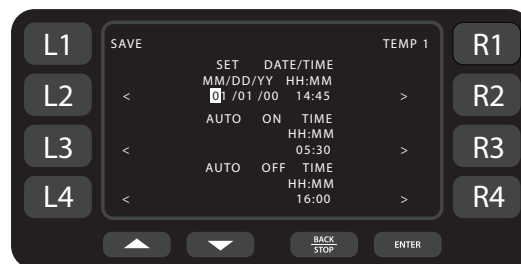 L1 SAVE TEMP 1 R1
SET DATE/TIME
MM/DD/YY HH:MM
L2 < 01 /01 /00 14:45 > R2
AUTO ON TIME
HH:MM
L3 < 05:30 > R3
AUTO OFF TIME
HH:MM
L4 < 16:00 > R4
BACK
STOP
ENTER